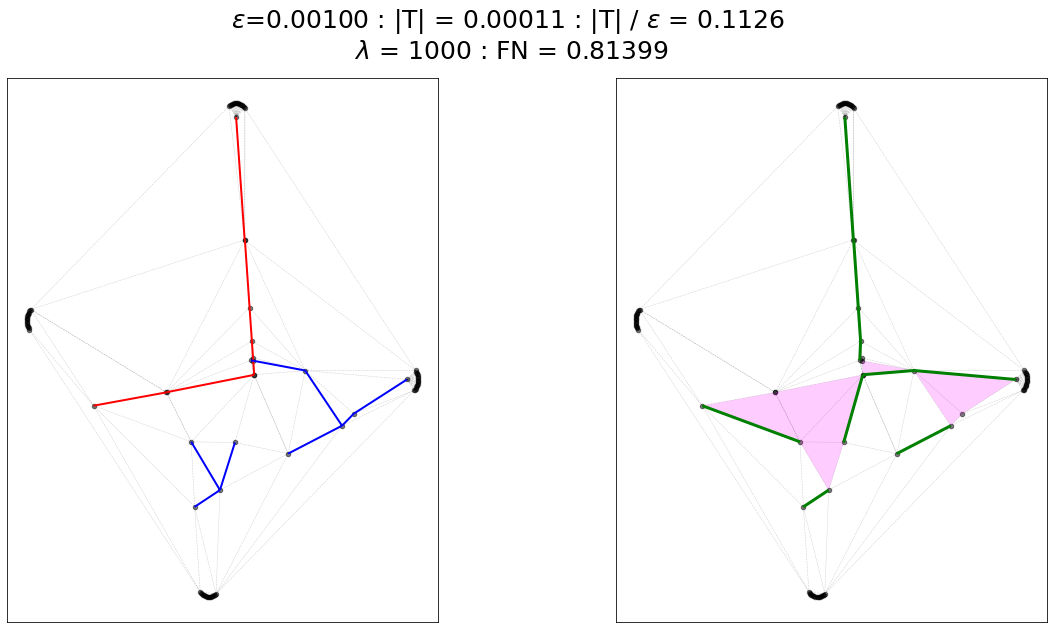 ε=0.00100 : |T| = 0.00011 : |T| / ε = 0.1126
λ = 1000 : FN = 0.81399